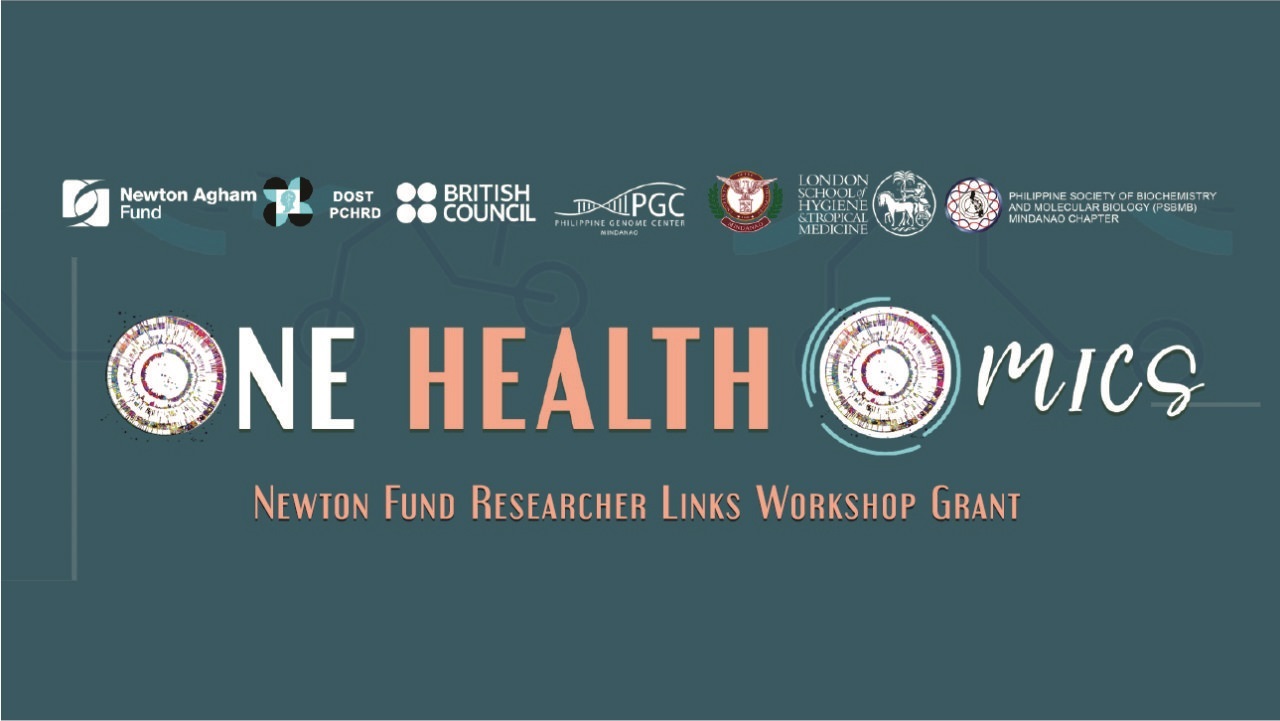 Newton Agham
Fund
DOST
PCHRD
BRITISH
COUNCIL
PGC
PHILIPPINE GENOME CENTER
MINDANAO
MINDANAO
LONDON
SCHOOL of
HYGIENE
& TROPICAL
MEDICINE
PHILIPPINE SOCIETY OF BIOCHEMISTRY
AND MOLECULAR BIOLOGY (PSBMB)
MINDANAO CHAPTER
ONE HEALTH OMICS
NEWTON FUND RESEARCHER LINKS WORKSHOP GRANT